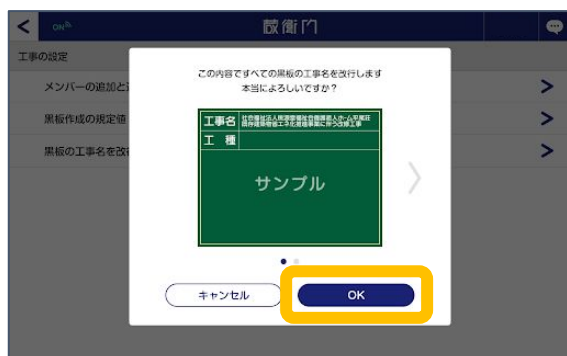 ON
蔵衛門
工事の設定
メンバーの追加と
この内容ですべての黒板の工事名を改行します
本当によろしいですか？
黒板作成の規定値
黒板の工事名を改
工事名
工 種
サンプル
キャンセル
OK